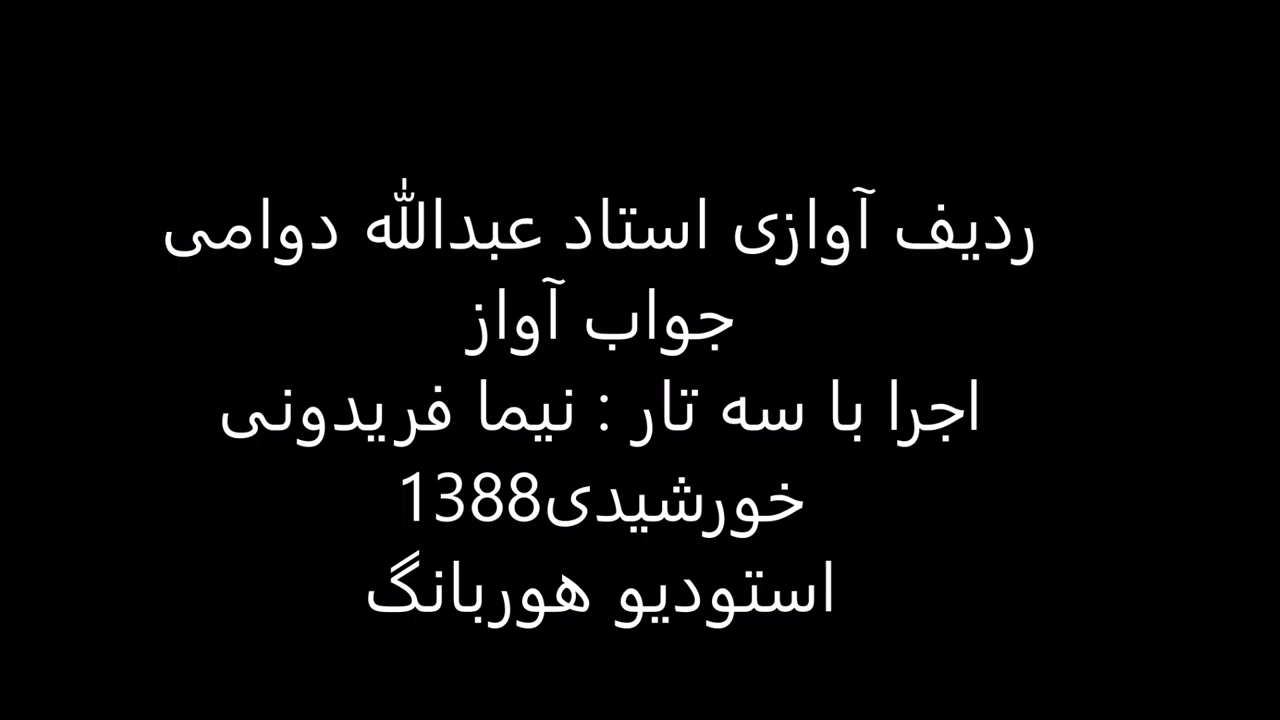 ردیف آوازی استاد عبدالله دوامی
جواب آواز
اجرا با سه تار : نیما فریدونی
خورشیدی1388
استودیو هوربانگ